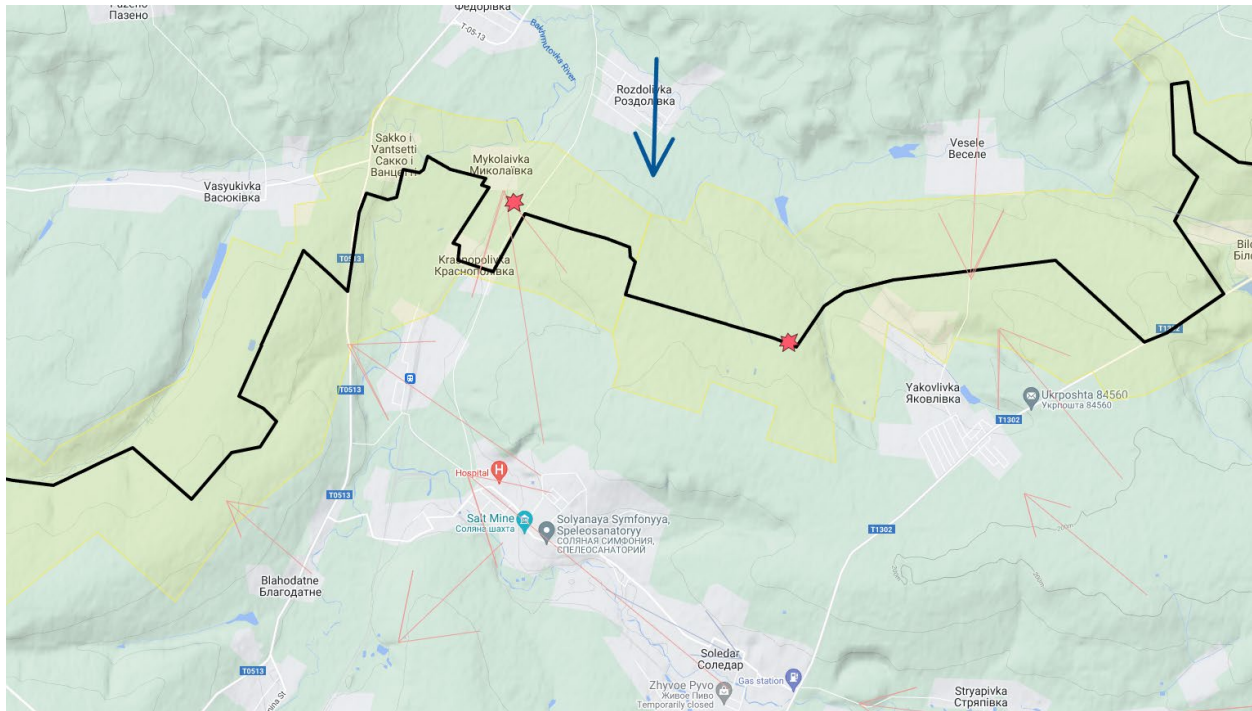 Пазено
Федорівка
T-05-13
Bakhmutovka River
Rozdolivka
Роздолівка
Sakko i
Vantsetti
Сакко і
Ванцетті
Mykolaivka
Миколаївка
Vesele
Веселе
Vasyukivka
Васюківка
T0513
Krasnopolivka
Краснополівка
T1302
T0513
Yakovlivka
Яковлівка
Ukrposhta 84560
Укрпошта 84560
T1302
Hospital
T0513
Salt Mine
Соляна шахта
Solyanaya Symfonyya,
Speleosanatoryy
СОЛЯНАЯ СИМФОНИЯ,
СПЕЛЕОСАНАТОРИЙ
T1302
Blahodatne
Благодатне
Soledar
Соледар
T0513
Gas station
Zhyvoe Pyvo
Живое Пиво
Temporarily closed
Stryapivka
Стряпівка